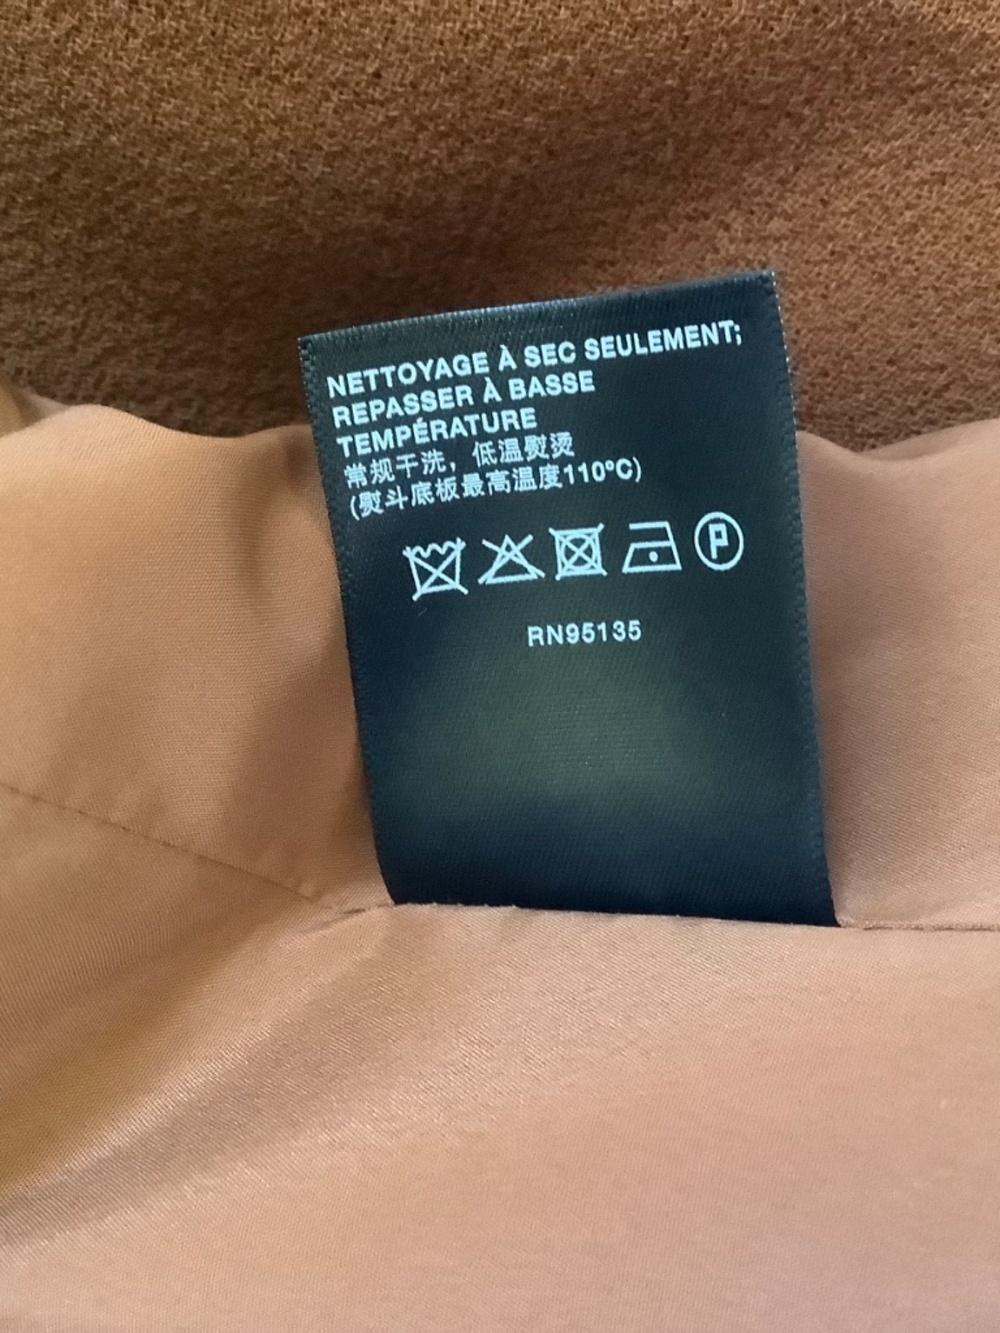 NETTOYAGE À SEC SEULEMENT;
REPASSER À BASSE
TEMPÉRATURE
常规干洗，低温熨烫
(熨斗底板最高温度110°C)
P
RN95135